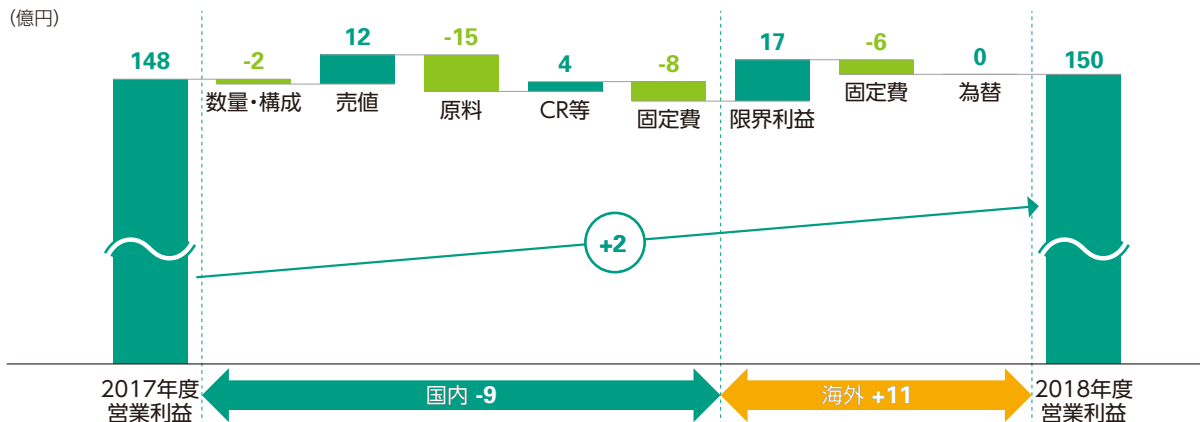 (億円)
148
-2
数量・構成
12
売値
-15
原料
4
CR等
-8
固定費
17
限界利益
-6
固定費
0
為替
150
+2
2017年度
営業利益
国内 -9
海外 +11
2018年度
営業利益